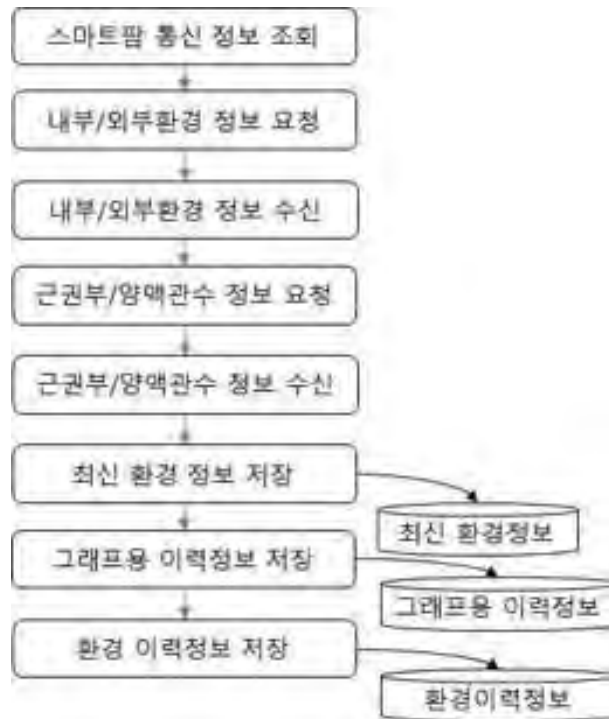 스마트팜 통신 정보 조회
내부/외부환경 정보 요청
내부/외부환경 정보 수신
근권부/양액관수 정보 요청
근권부/양액관수 정보 수신
최신 환경 정보 저장
최신 환경정보
그래프용 이력정보 저장
그래프용 이력정보
환경 이력정보 저장
환경이력정보